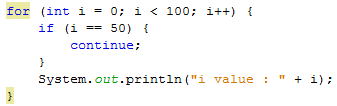 for (int i = 0; i < 100; i++) {
    if (i == 50) {
        continue;
    }
    System.out.println("i value : " + i);
}